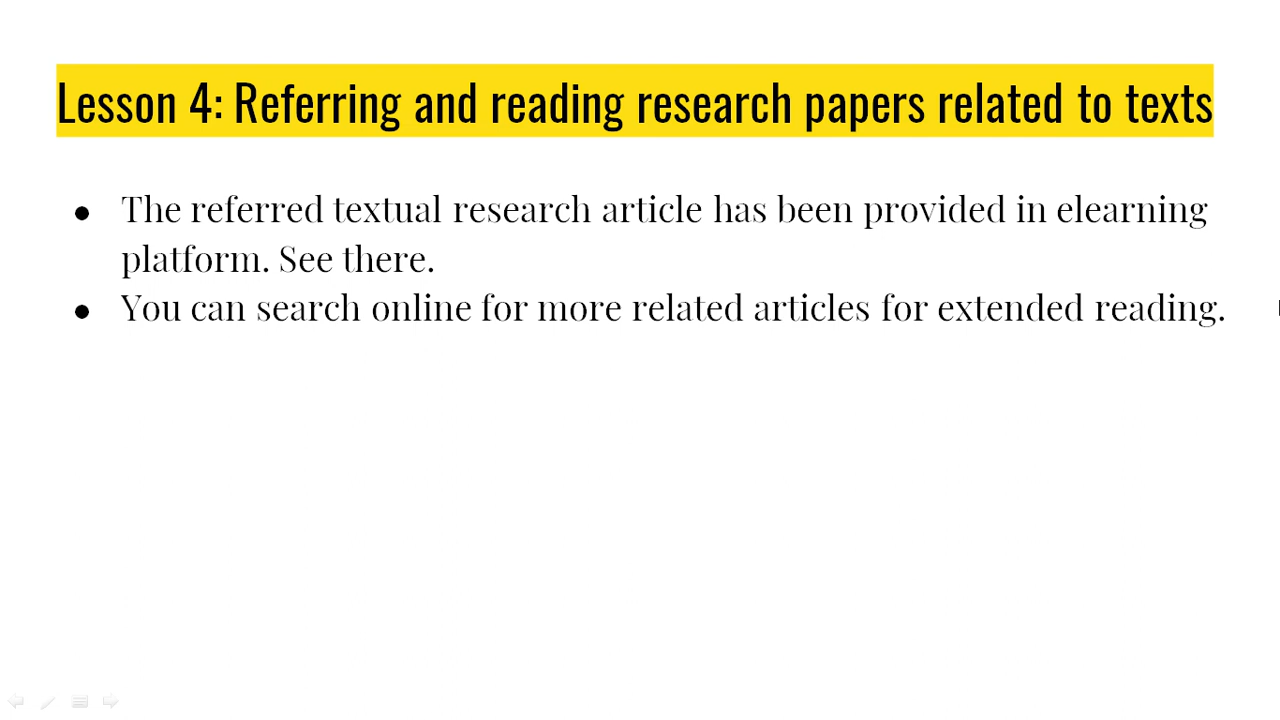 Lesson 4: Referring and reading research papers related to texts
● The referred textual research article has been provided in elearning
platform. See there.
● You can search online for more related articles for extended reading.